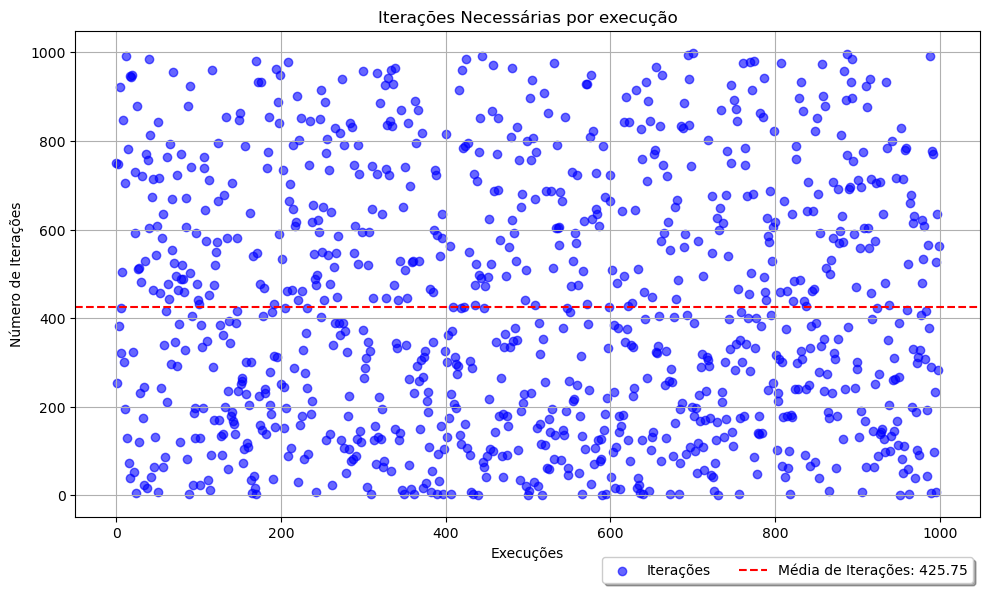 Iterações Necessárias por execução
Número de Iterações
1000
800
600
400
200
0
0 200 400 600 800 1000
Execuções
Iterações Média de Iterações: 425.75